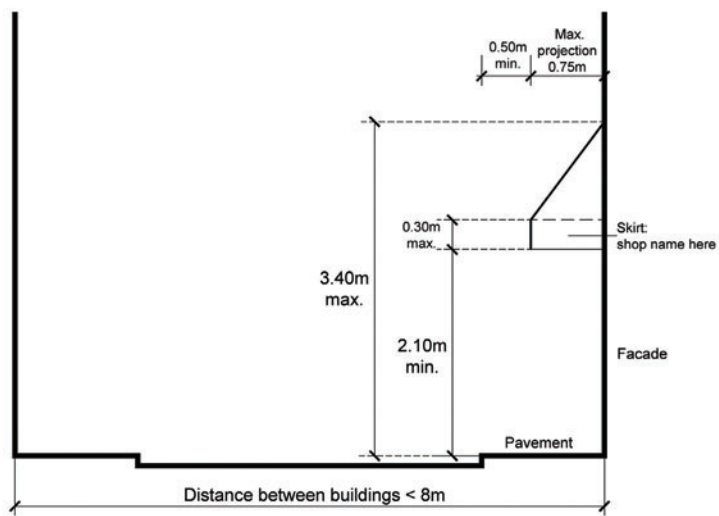 0.50m
min.
Max.
projection
0.75m
0.30m
max.
Skirt:
shop name here
3.40m
max.
2.10m
min.
Facade
Pavement
Distance between buildings < 8m